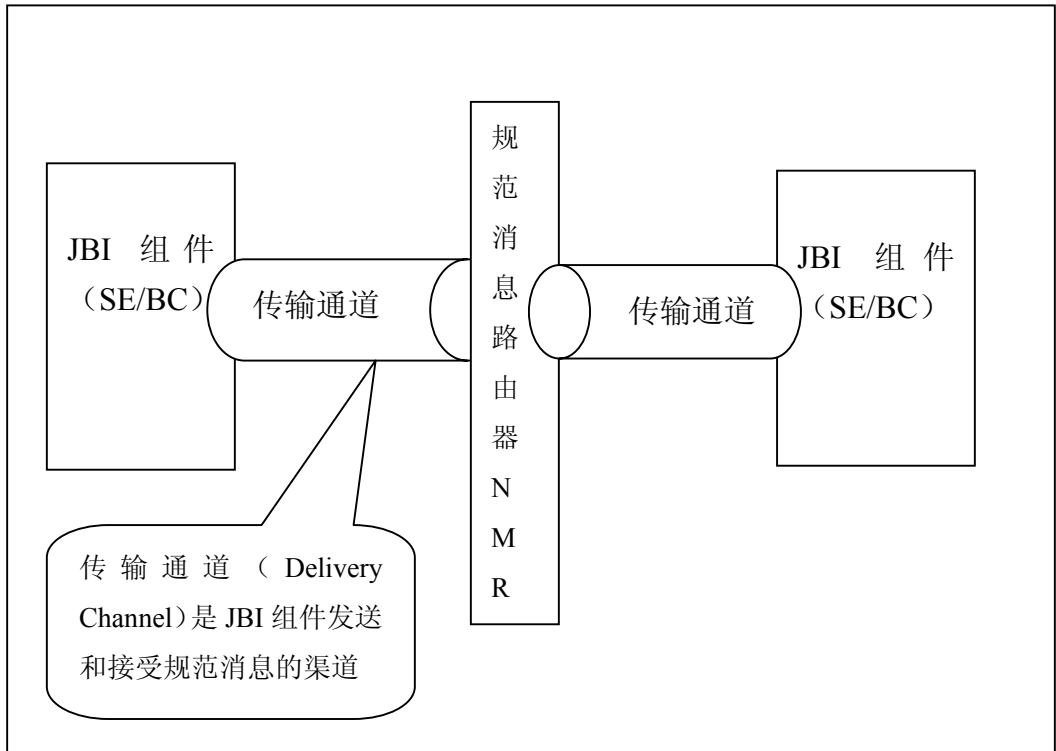 JBI 组件
（SE/BC）
传输通道
规
范
消
息
路
由
器
N
M
R
传输通道
JBI 组件
（SE/BC）
传输通道（Delivery
Channel）是 JBI 组件发送
和接受规范消息的渠道